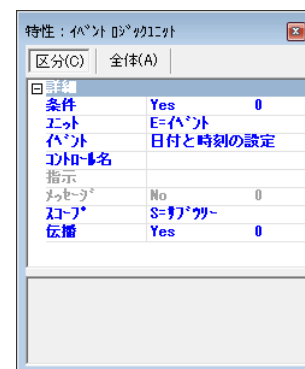 特性：ｲﾍﾞﾝﾄ ﾛｼﾞｯｸﾕﾆｯﾄ
区分(C) 全体(A)
詳細
条件 Yes 0
ﾕﾆｯﾄ E=ｲﾍﾞﾝﾄ
ｲﾍﾞﾝﾄ 日付と時刻の設定
ｺﾝﾄﾛｰﾙ名
指示
ﾒｯｾｰｼﾞ No 0
ｽｺｰﾌﾟ S=ｻﾌﾞﾂﾘｰ
伝播 Yes 0